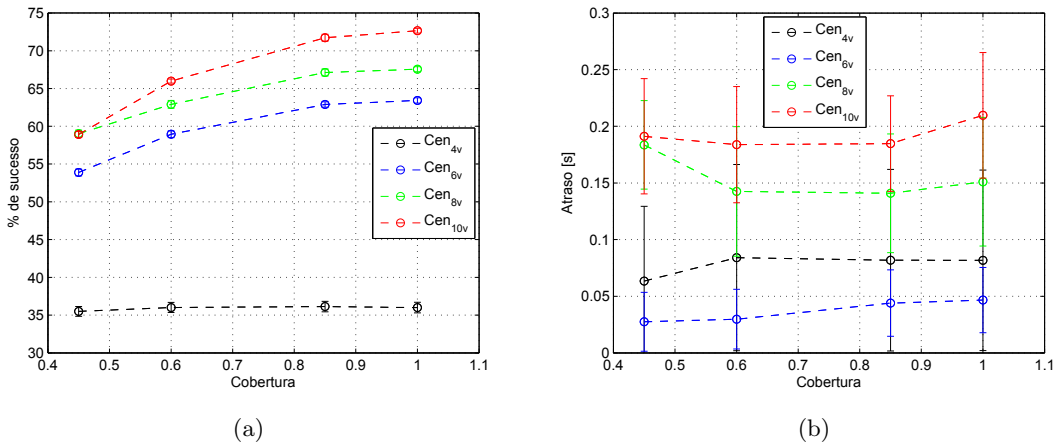 75
70
65
60
55
50
45
40
35
30
% de sucesso
0.4 0.5 0.6 0.7 0.8 0.9 1 1.1
Cobertura
Cen4v
Cen6v
Cen8v
Cen10v
(a)
0.3
0.25
0.2
0.15
0.1
0.05
0
Atraso [s]
0.4 0.5 0.6 0.7 0.8 0.9 1 1.1
Cobertura
Cen4v
Cen6v
Cen8v
Cen10v
(b)